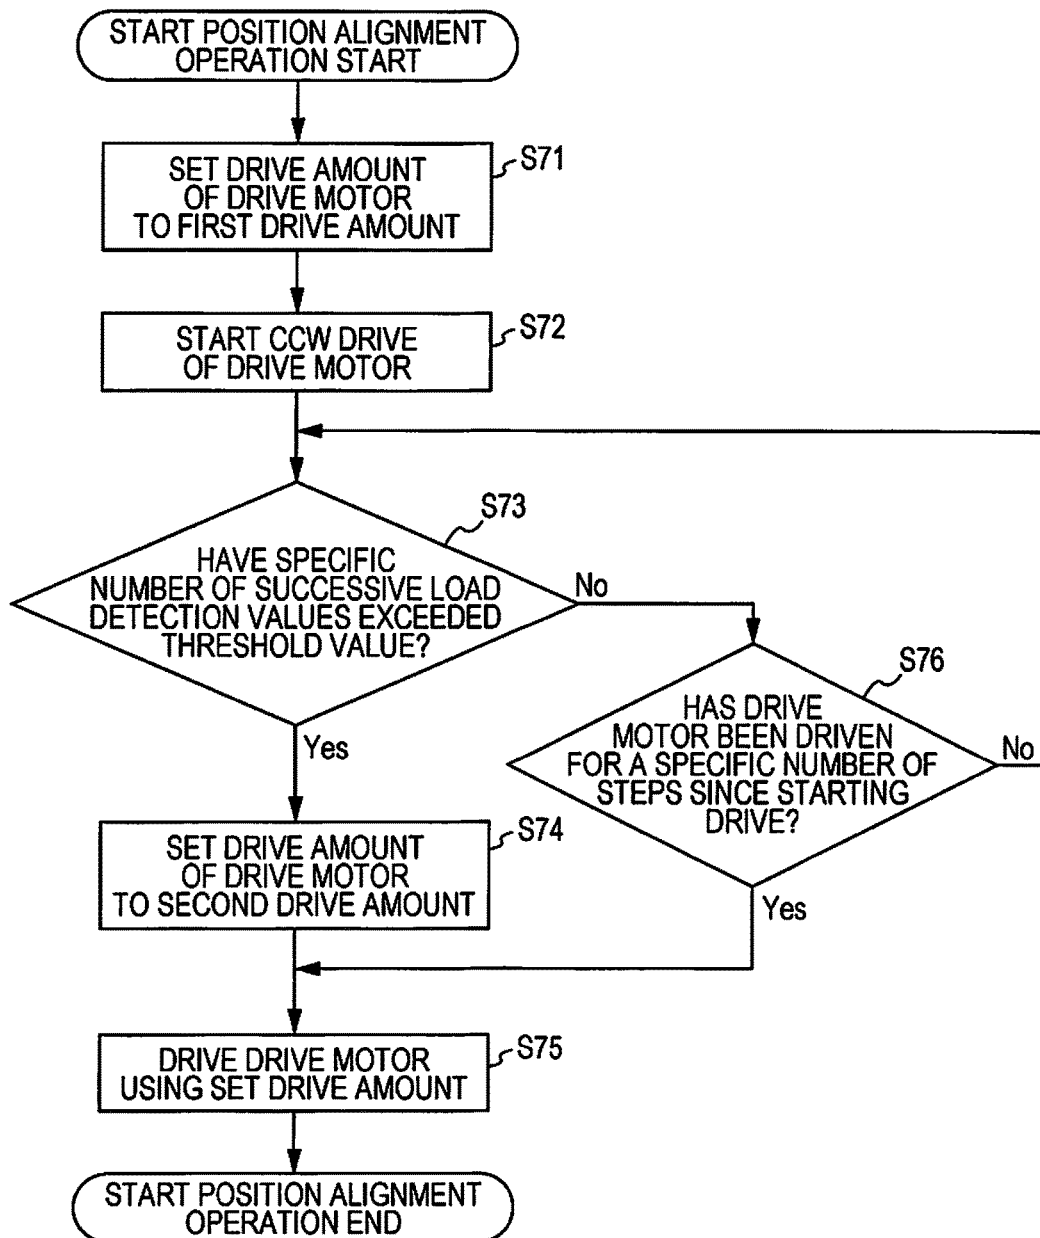 START POSITION ALIGNMENT
OPERATION START
SET DRIVE AMOUNT
OF DRIVE MOTOR
TO FIRST DRIVE AMOUNT
S71
START CCW DRIVE
OF DRIVE MOTOR
S72
S73
HAVE SPECIFIC
NUMBER OF SUCCESSIVE LOAD
DETECTION VALUES EXCEEDED
THRESHOLD VALUE?
No
Yes
S76
HAS DRIVE
MOTOR BEEN DRIVEN
FOR A SPECIFIC NUMBER OF
STEPS SINCE STARTING
DRIVE?
No
Yes
S74
SET DRIVE AMOUNT
OF DRIVE MOTOR
TO SECOND DRIVE AMOUNT
S75
DRIVE DRIVE MOTOR
USING SET DRIVE AMOUNT
START POSITION ALIGNMENT
OPERATION END